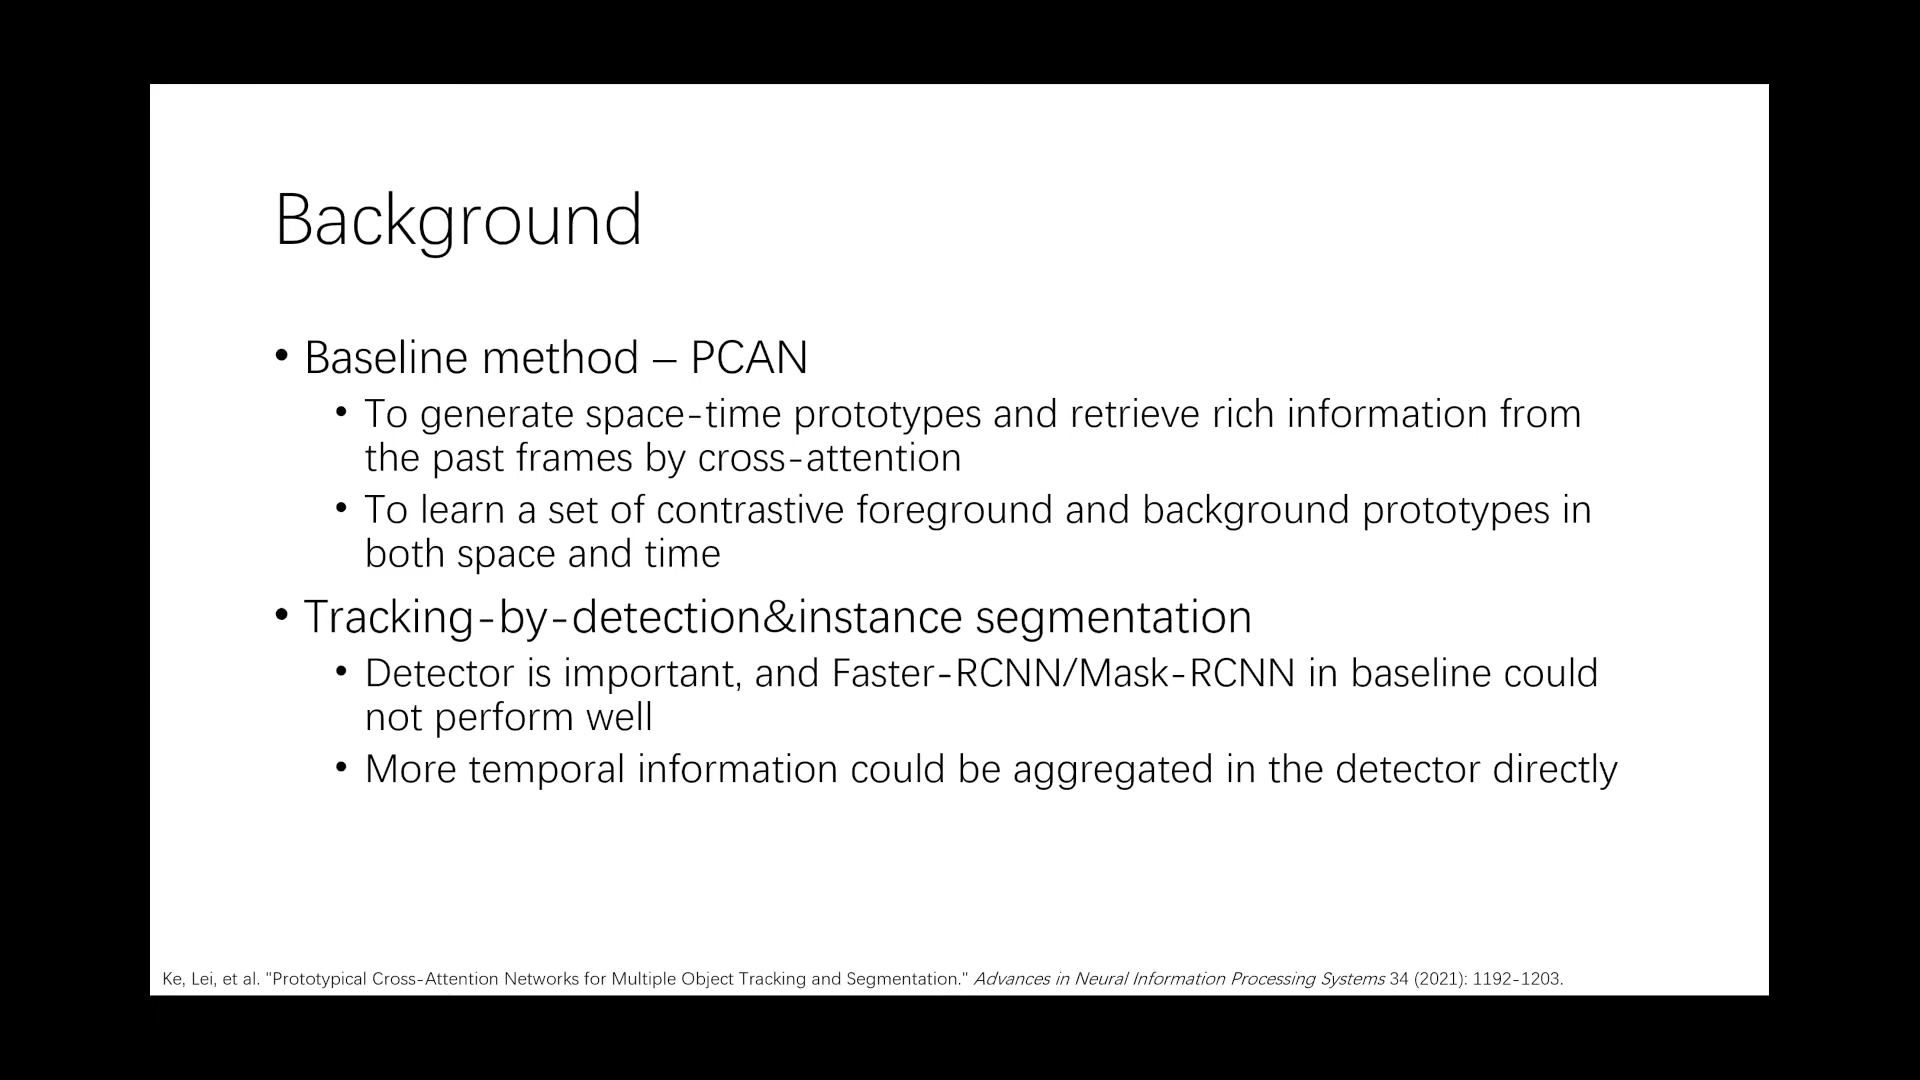 Background
• Baseline method – PCAN
• To generate space-time prototypes and retrieve rich information from
the past frames by cross-attention
• To learn a set of contrastive foreground and background prototypes in
both space and time
• Tracking-by-detection&instance segmentation
• Detector is important, and Faster-RCNN/Mask-RCNN in baseline could
not perform well
• More temporal information could be aggregated in the detector directly
Ke, Lei, et al. "Prototypical Cross-Attention Networks for Multiple Object Tracking and Segmentation." Advances in Neural Information Processing Systems 34 (2021): 1192-1203.